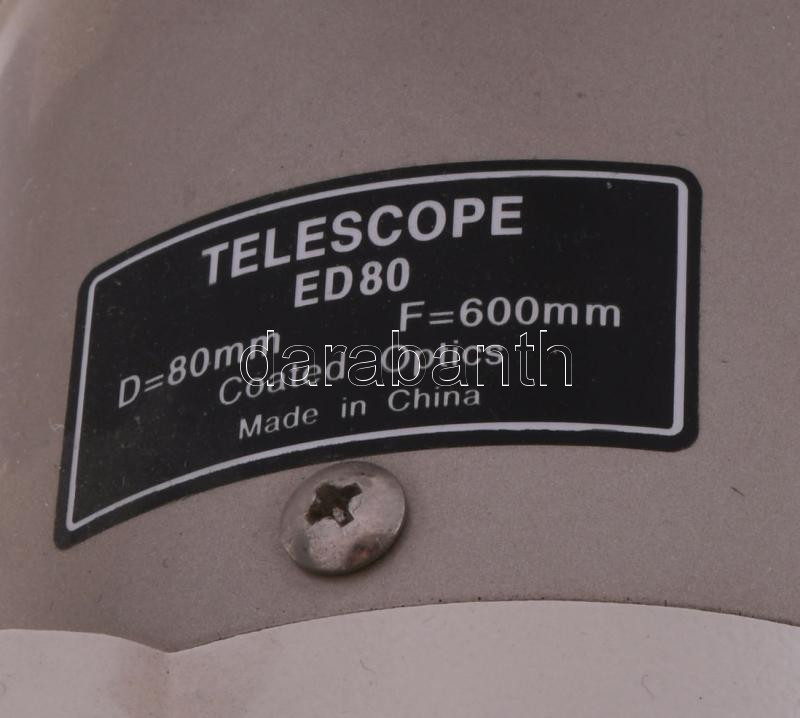 TELESCOPE
ED80
D=80mm F=600mm
Coated Optics
Made in China
darabanth